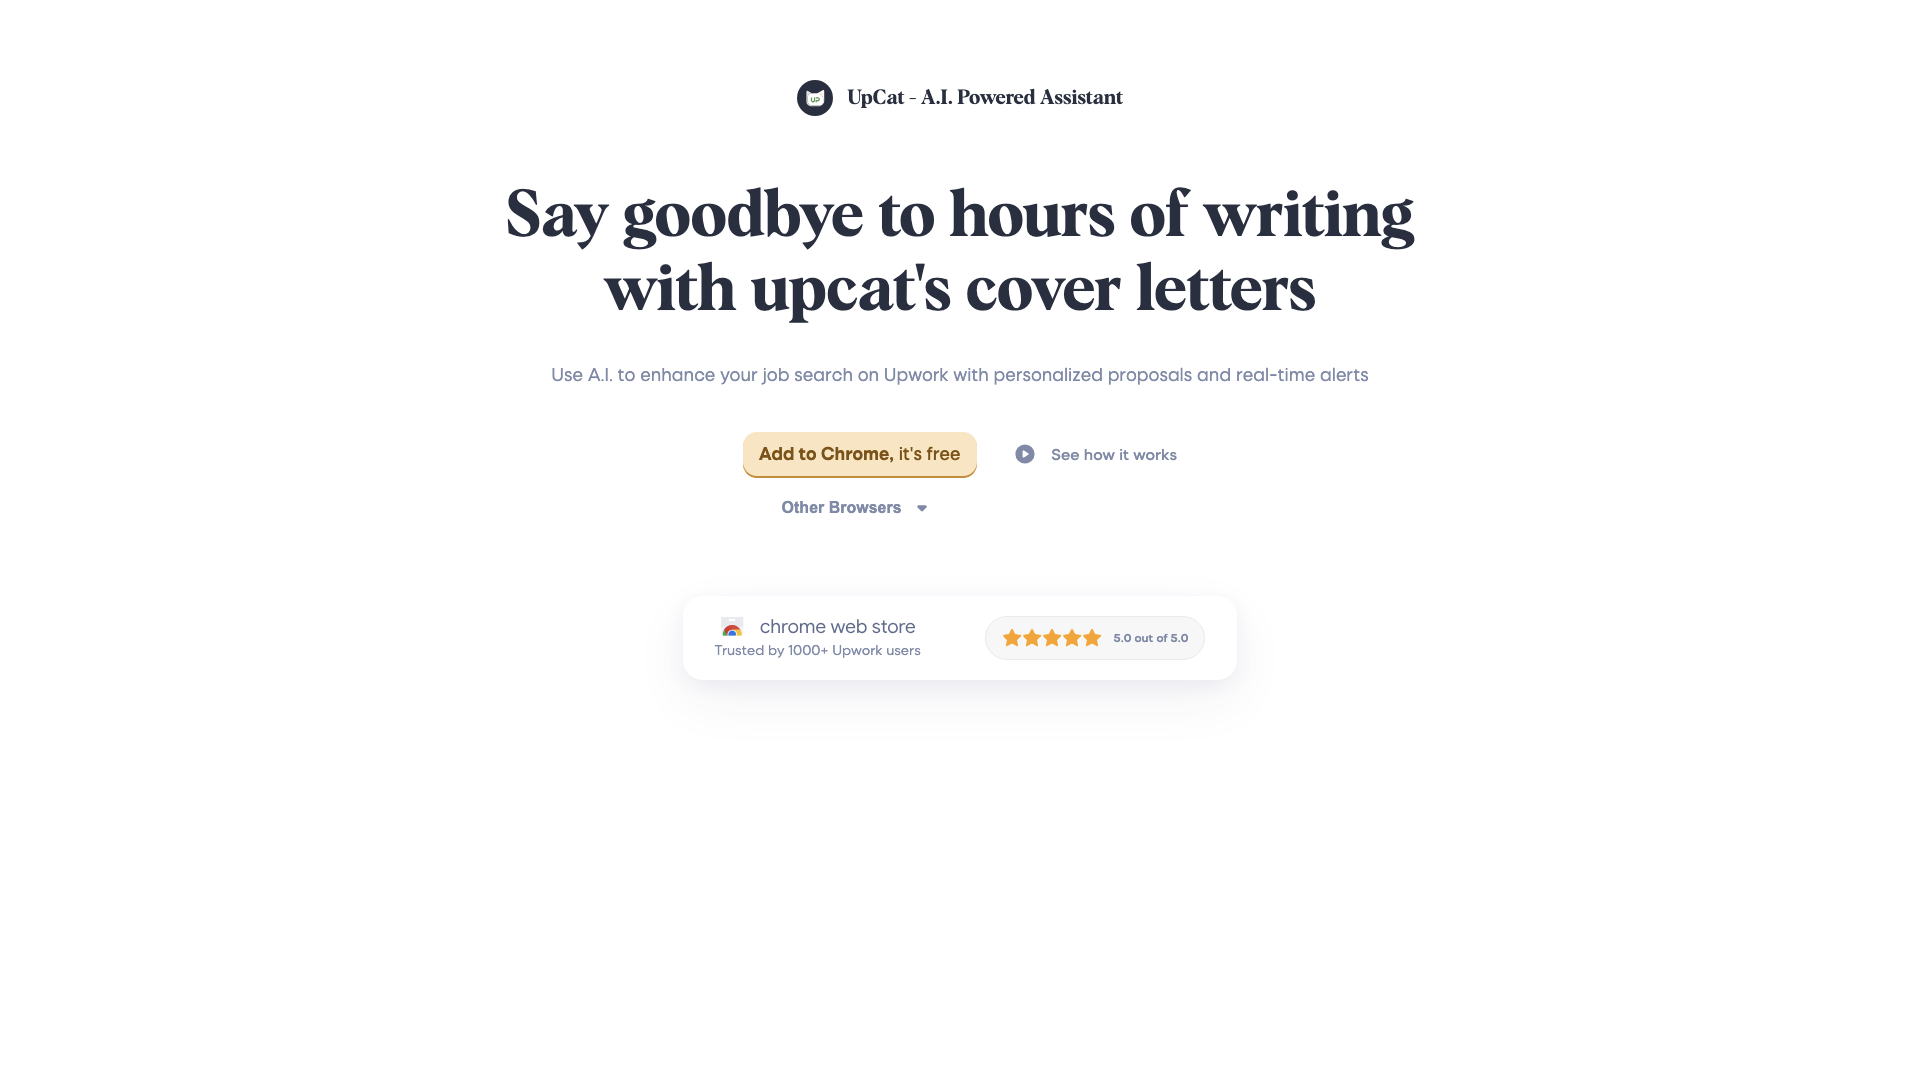 UP
UpCat - A.I. Powered Assistant
Say goodbye to hours of writing
with upcat's cover letters
Use A.I. to enhance your job search on Upwork with personalized proposals and real-time alerts
Add to Chrome, it's free
See how it works
Other Browsers
chrome web store
Trusted by 1000+ Upwork users
5.0 out of 5.0